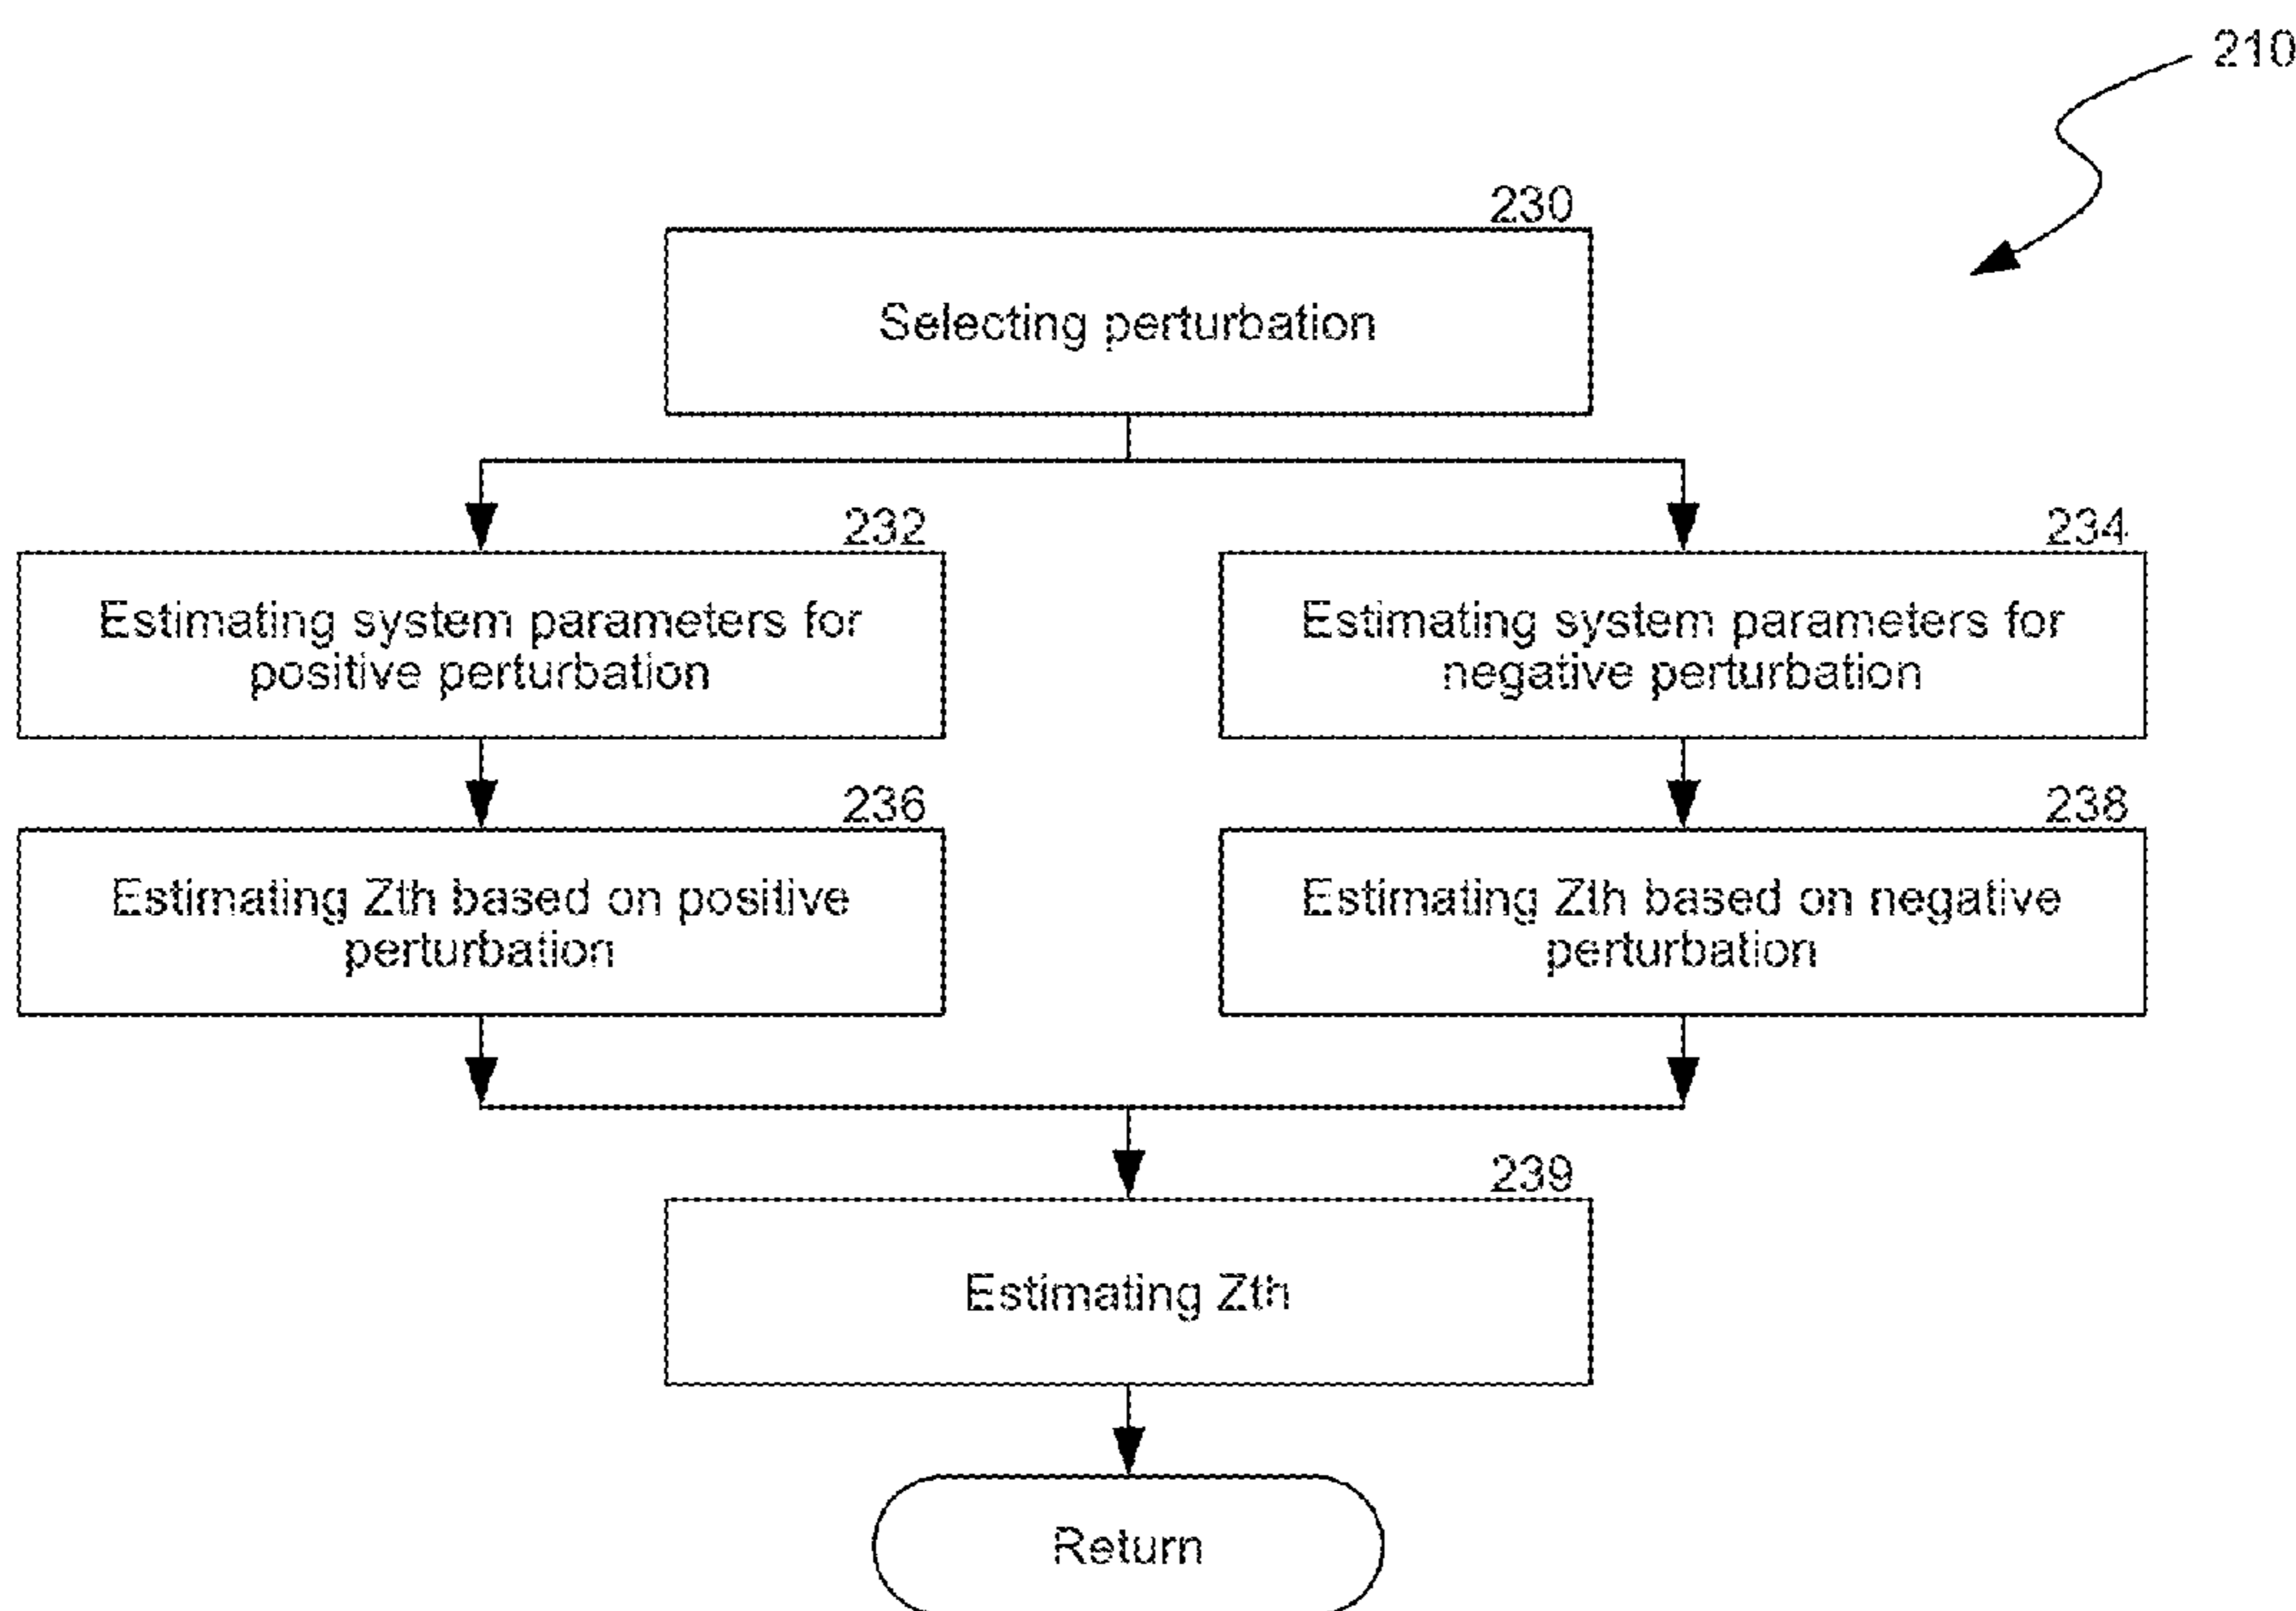 210
230
Selecting perturbation
232
Estimating system parameters for
positive perturbation
234
Estimating system parameters for
negative perturbation
236
Estimating Zth based on positive
perturbation
238
Estimating Zth based on negative
perturbation
239
Estimating Zth
Return